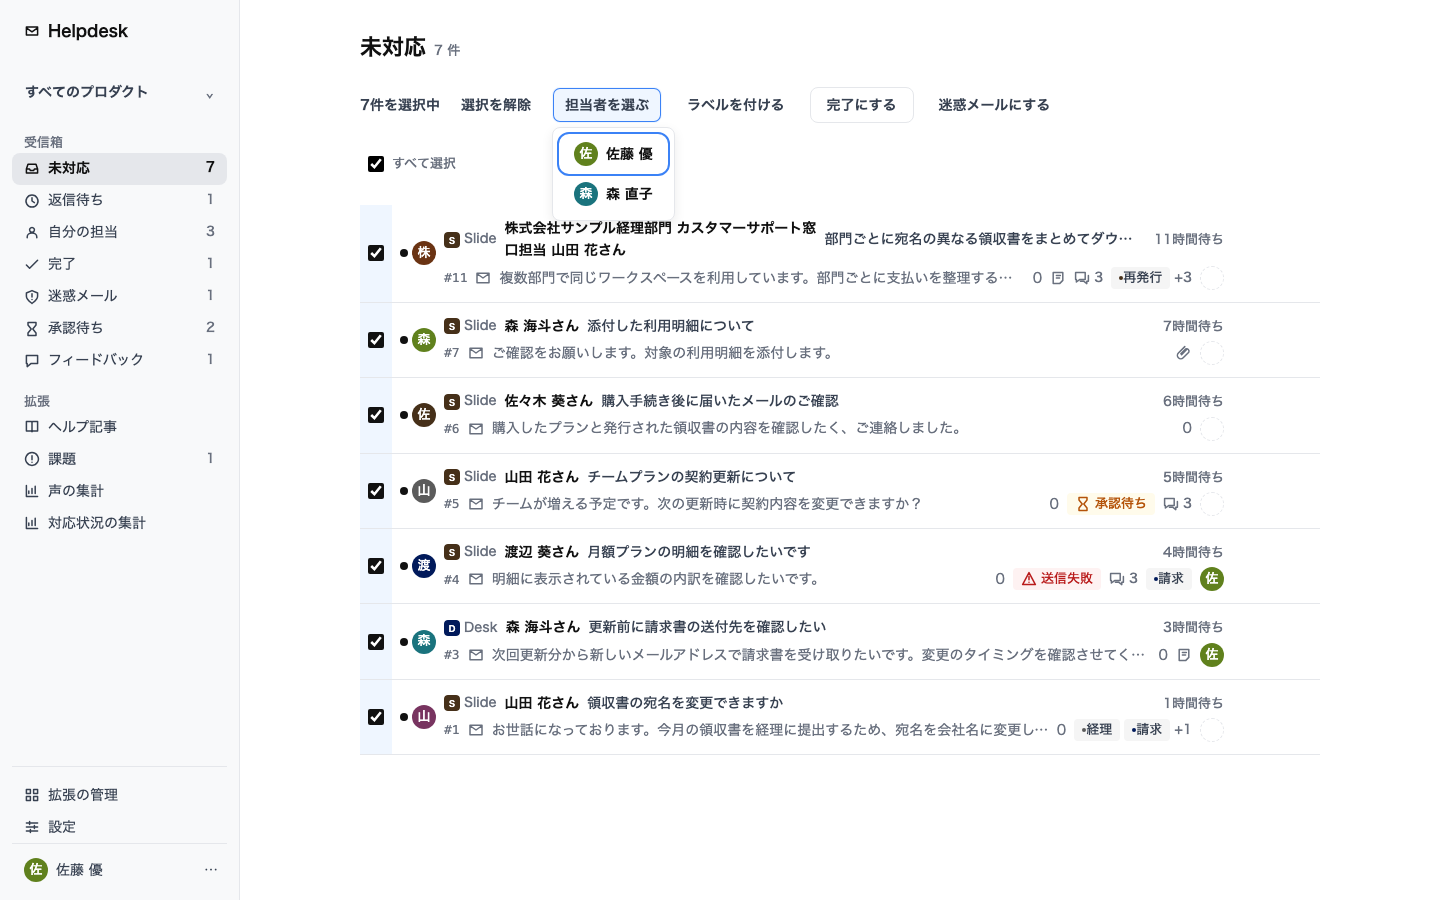 Helpdesk
すべてのプロダクト
受信箱
未対応 7
返信待ち 1
自分の担当 3
完了 1
迷惑メール 1
承認待ち 2
フィードバック 1
拡張
ヘルプ記事
課題 1
声の集計
対応状況の集計
拡張の管理
設定
佐 佐藤 優 …
未対応 7 件
7件を選択中 選択を解除 担当者を選ぶ ラベルを付ける 完了にする 迷惑メールにする
佐 佐藤 優
森 森 直子
すべて選択
株 S Slide 株式会社サンプル経理部門 カスタマーサポート窓
口担当 山田 花さん 部門ごとに宛名の異なる領収書をまとめてダウ… 11時間待ち
#11 複数部門で同じワークスペースを利用しています。部門ごとに支払いを整理する… 0 3 •再発行 +3
森 S Slide 森 海斗さん 添付した利用明細について 7時間待ち
#7 ご確認をお願いします。対象の利用明細を添付します。
佐 S Slide 佐々木 葵さん 購入手続き後に届いたメールのご確認 6時間待ち
#6 購入したプランと発行された領収書の内容を確認したく、ご連絡しました。 0
山 S Slide 山田 花さん チームプランの契約更新について 5時間待ち
#5 チームが増える予定です。次の更新時に契約内容を変更できますか？ 0 承認待ち 3
渡 S Slide 渡辺 葵さん 月額プランの明細を確認したいです 4時間待ち
#4 明細に表示されている金額の内訳を確認したいです。 0 送信失敗 3 •請求 佐
森 D Desk 森 海斗さん 更新前に請求書の送付先を確認したい 3時間待ち
#3 次回更新分から新しいメールアドレスで請求書を受け取りたいです。変更のタイミングを確認させてく… 0 佐
山 S Slide 山田 花さん 領収書の宛名を変更できますか 1時間待ち
#1 お世話になっております。今月の領収書を経理に提出するため、宛名を会社名に変更し… 0 •経理 •請求 +1